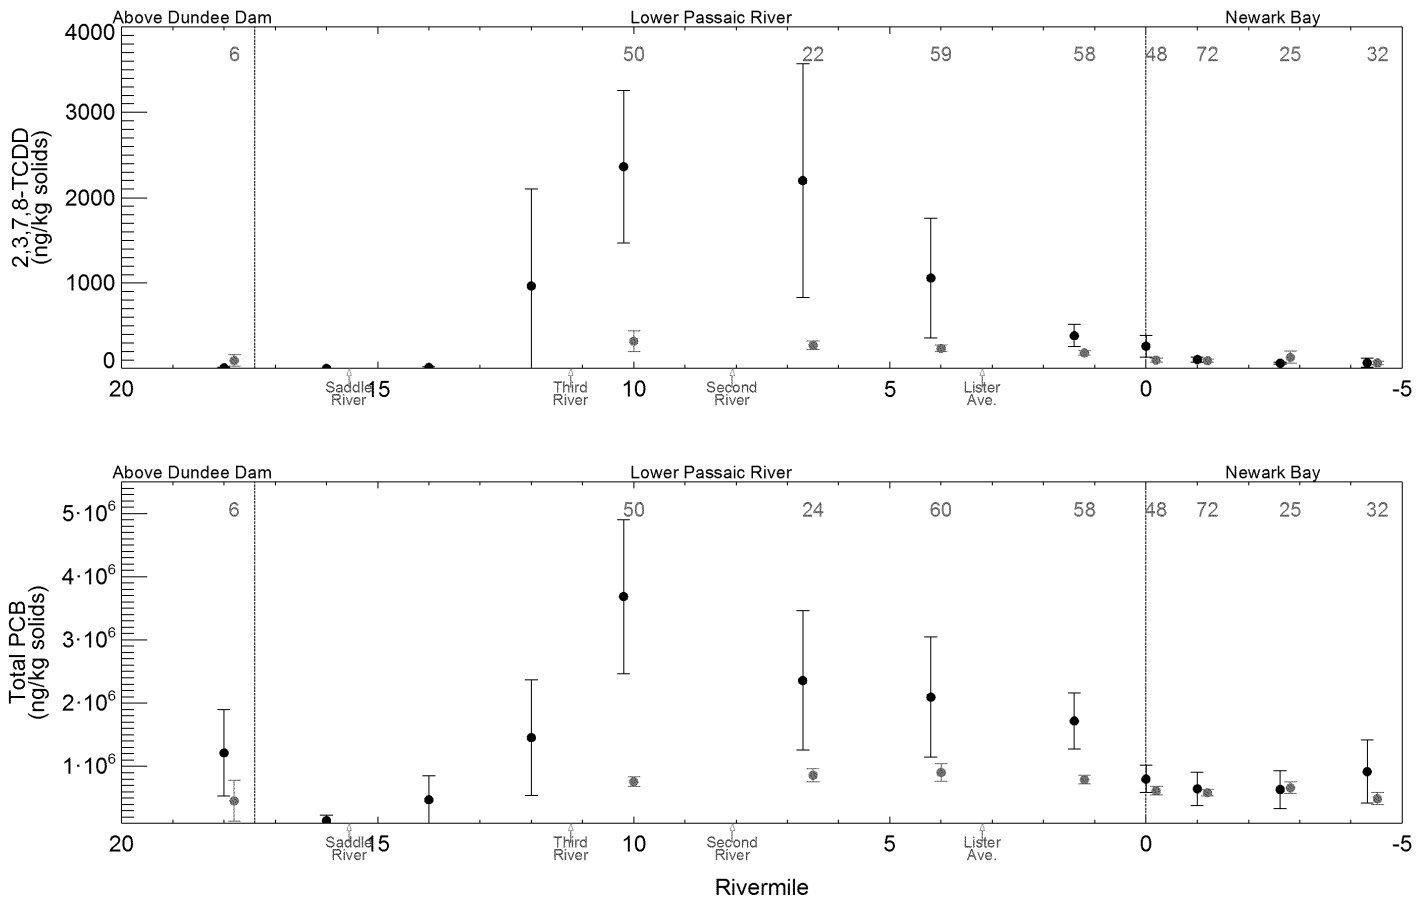 Above Dundee Dam Lower Passaic River Newark Bay
4000
6 50 22 59 58 48 72 25 32
3000
2000
1000
0
2,3,7,8-TCDD
(ng/kg solids)
20 15 10 5 0 -5
Saddle Third Second Lister
River River River Ave.
Above Dundee Dam Lower Passaic River Newark Bay
6 50 24 60 58 48 72 25 32
5·10⁶
4·10⁶
3·10⁶
2·10⁶
1·10⁶
Total PCB
(ng/kg solids)
20 15 10 5 0 -5
Saddle Third Second Lister
River River River Ave.
Rivermile